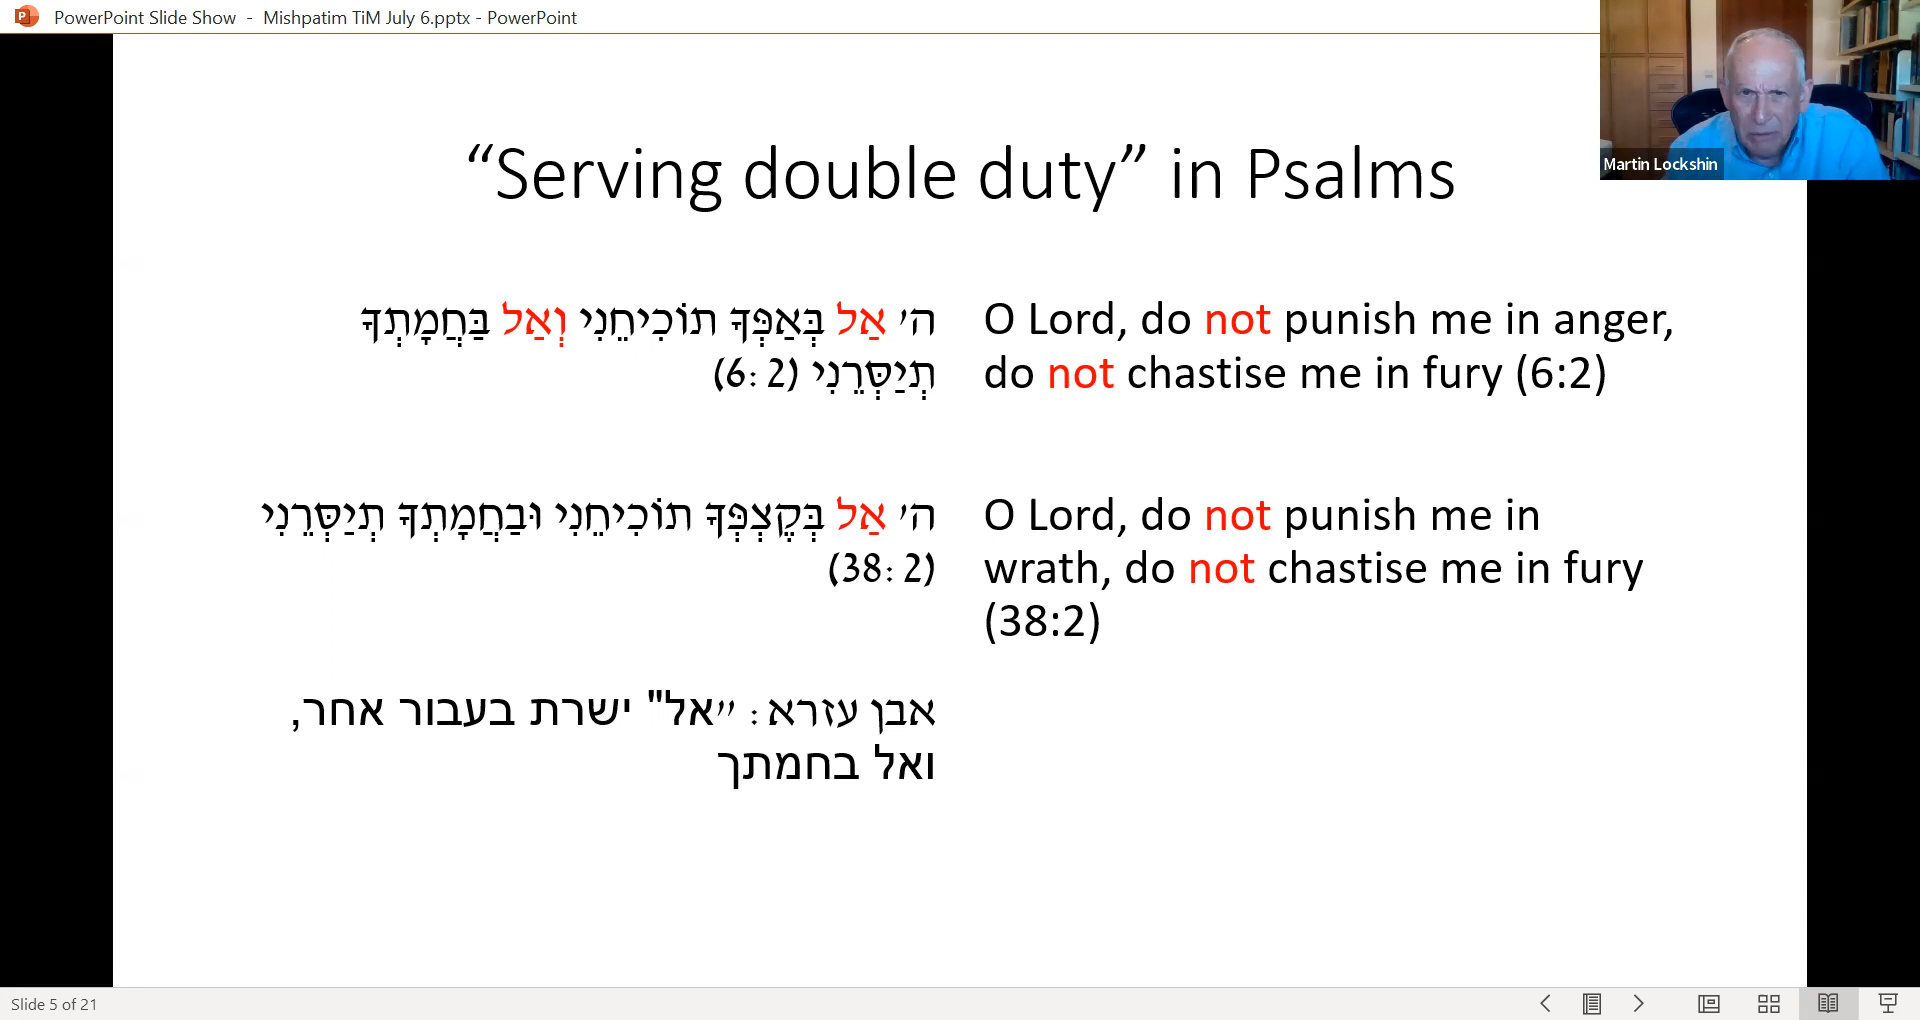 PowerPoint Slide Show - Mishpatim TiM July 6.pptx - PowerPoint
Martin Lockshin
“Serving double duty” in Psalms
ה׳ אַל בְּאַפְּךָ תוֹכִיחֵנִי וְאַל בַּחֲמָתְךָ
תְיַסְּרֵנִי (6:2)
O Lord, do not punish me in anger,
do not chastise me in fury (6:2)
ה׳ אַל בְּקֶצְפְּךָ תוֹכִיחֵנִי וּבַחֲמָתְךָ תְיַסְּרֵנִי
(38:2)
O Lord, do not punish me in
wrath, do not chastise me in fury
(38:2)
אבן עזרא: ״אל" ישרת בעבור אחר,
ואל בחמתך
Slide 5 of 21